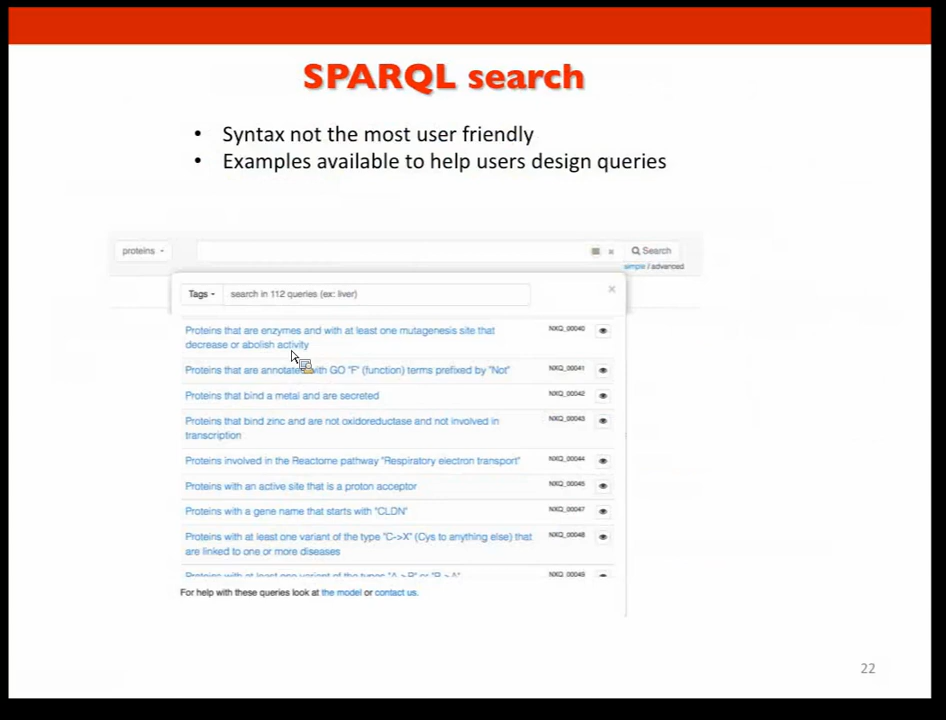 SPARQL search
• Syntax not the most user friendly
• Examples available to help users design queries
proteins
Search
simple / advanced
Tags
search in 112 queries (ex: liver)
Proteins that are enzymes and with at least one mutagenesis site that NXQ_00040
decrease or abolish activity
Proteins that are annotated with GO "F" (function) terms prefixed by "Not" NXQ_00041
Proteins that bind a metal and are secreted NXQ_00042
Proteins that bind zinc and are not oxidoreductase and not involved in NXQ_00043
transcription
Proteins involved in the Reactome pathway "Respiratory electron transport" NXQ_00044
Proteins with an active site that is a proton acceptor NXQ_00045
Proteins with a gene name that starts with "CLDN" NXQ_00047
Proteins with at least one variant of the type "C->X" (Cys to anything else) that NXQ_00048
are linked to one or more diseases
Proteins with at least one variant of the types "A->R" or "R->A" NXQ_00049
For help with these queries look at the model or contact us.
22